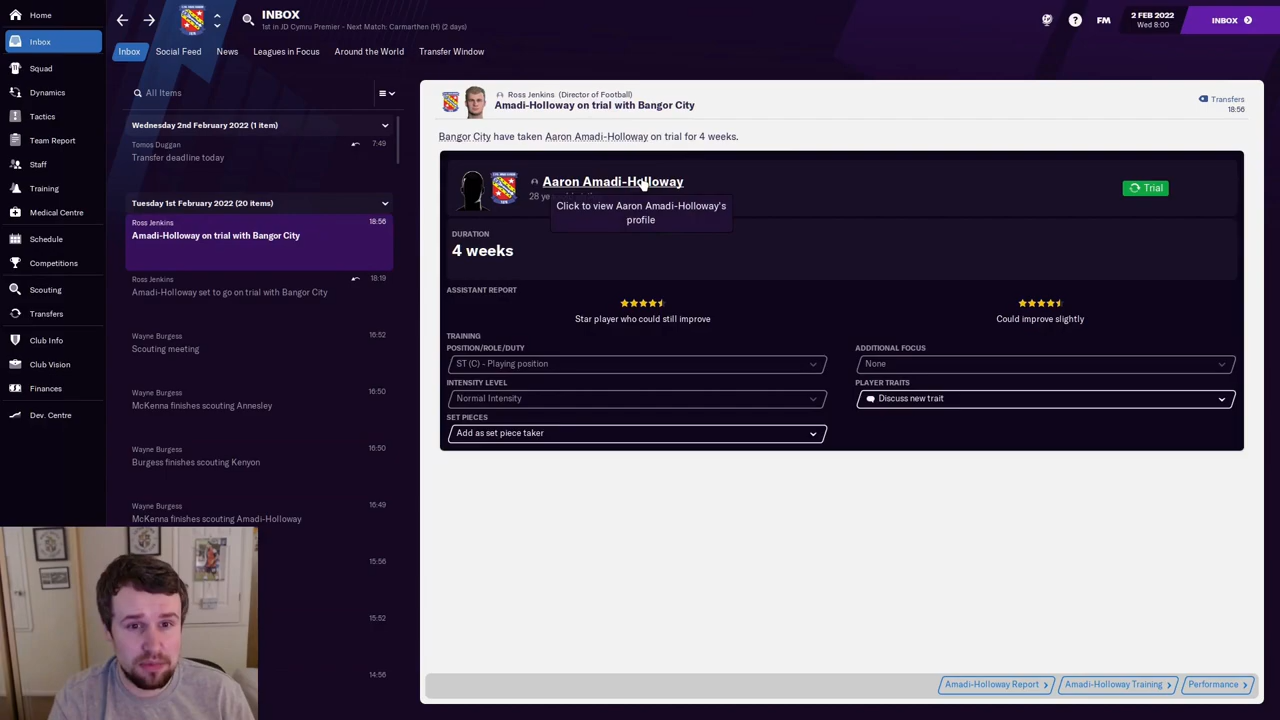 Home
Inbox
Squad
Dynamics
Tactics
Team Report
Staff
Training
Medical Centre
Schedule
Competitions
Scouting
Transfers
Club Info
Club Vision
Finances
Dev. Centre
INBOX
1st in JD Cymru Premier - Next Match: Carmarthen (H) (2 days)
? FM
2 FEB 2022
Wed 8:00
INBOX
Inbox Social Feed News Leagues in Focus Around the World Transfer Window
All Items
Wednesday 2nd February 2022 (1 item)
Tomos Duggan 7:49
Transfer deadline today
Tuesday 1st February 2022 (20 items)
Ross Jenkins 18:56
Amadi-Holloway on trial with Bangor City
Ross Jenkins 18:19
Amadi-Holloway set to go on trial with Bangor City
Wayne Burgess 16:52
Scouting meeting
Wayne Burgess 16:50
McKenna finishes scouting Annesley
Wayne Burgess 16:50
Burgess finishes scouting Kenyon
Wayne Burgess 16:49
McKenna finishes scouting Amadi-Holloway
15:56
15:52
14:56
Ross Jenkins (Director of Football)
Amadi-Holloway on trial with Bangor City
Transfers
18:56
Bangor City have taken Aaron Amadi-Holloway on trial for 4 weeks.
Aaron Amadi-Holloway
28 ye
Click to view Aaron Amadi-Holloway's
profile
Trial
DURATION
4 weeks
ASSISTANT REPORT
Star player who could still improve
Could improve slightly
TRAINING
POSITION/ROLE/DUTY
ST (C) - Playing position
ADDITIONAL FOCUS
None
INTENSITY LEVEL
Normal Intensity
PLAYER TRAITS
Discuss new trait
SET PIECES
Add as set piece taker
Amadi-Holloway Report
Amadi-Holloway Training
Performance